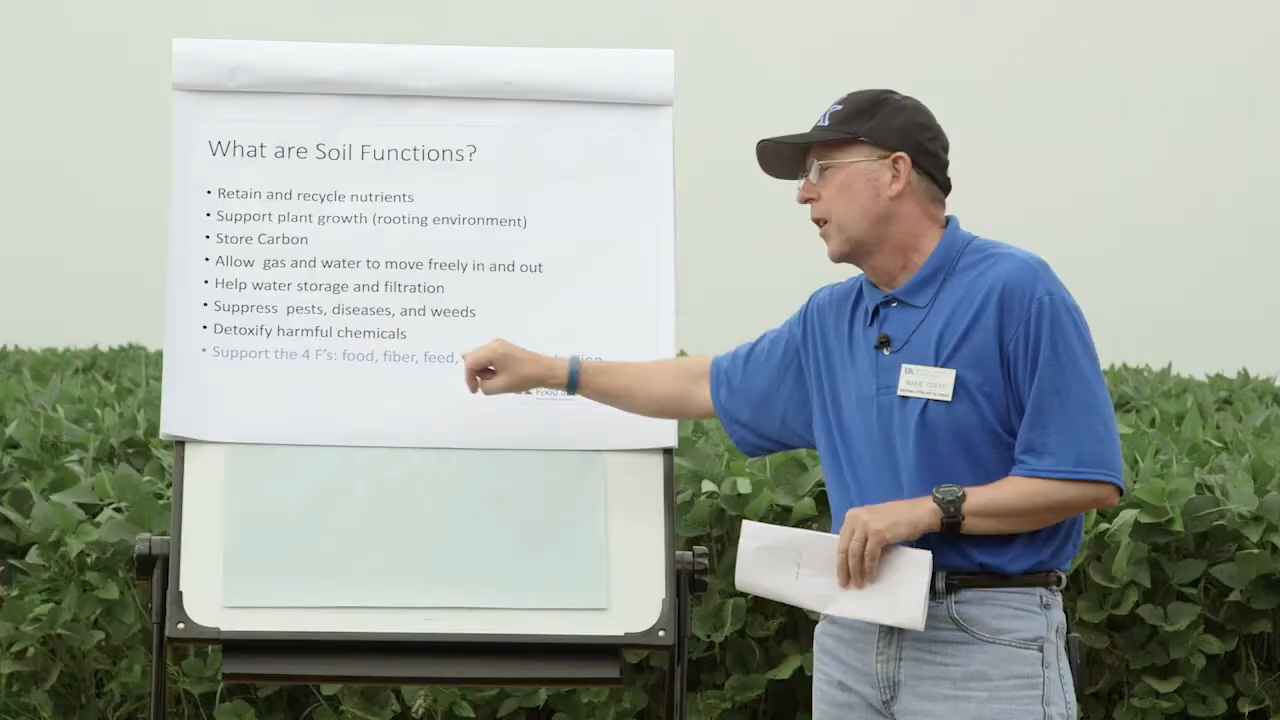 What are Soil Functions?
• Retain and recycle nutrients
• Support plant growth (rooting environment)
• Store Carbon
• Allow gas and water to move freely in and out
• Help water storage and filtration
• Suppress pests, diseases, and weeds
• Detoxify harmful chemicals
• Support the 4 F's: food, fiber, feed,
UK
MARK